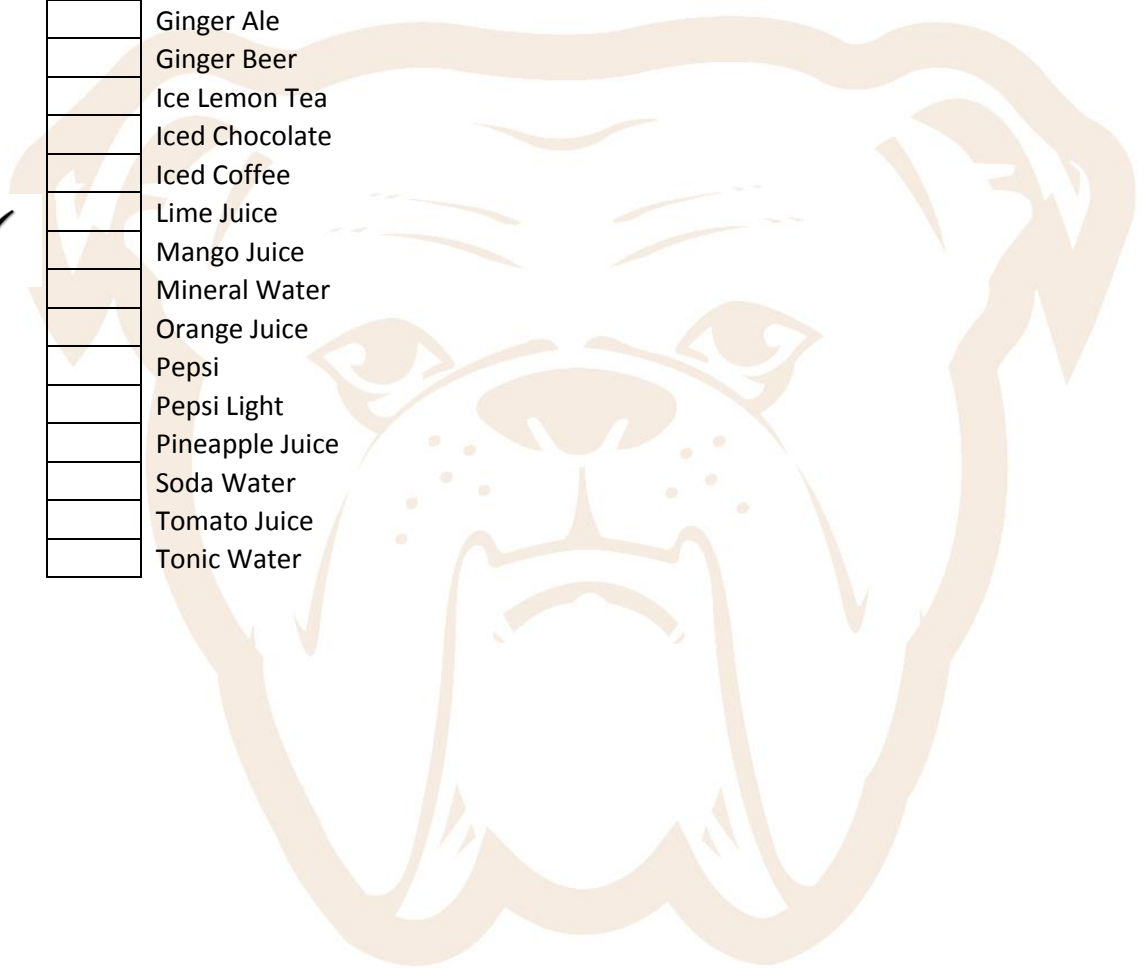 Ginger Ale
Ginger Beer
Ice Lemon Tea
Iced Chocolate
Iced Coffee
Lime Juice
Mango Juice
Mineral Water
Orange Juice
Pepsi
Pepsi Light
Pineapple Juice
Soda Water
Tomato Juice
Tonic Water